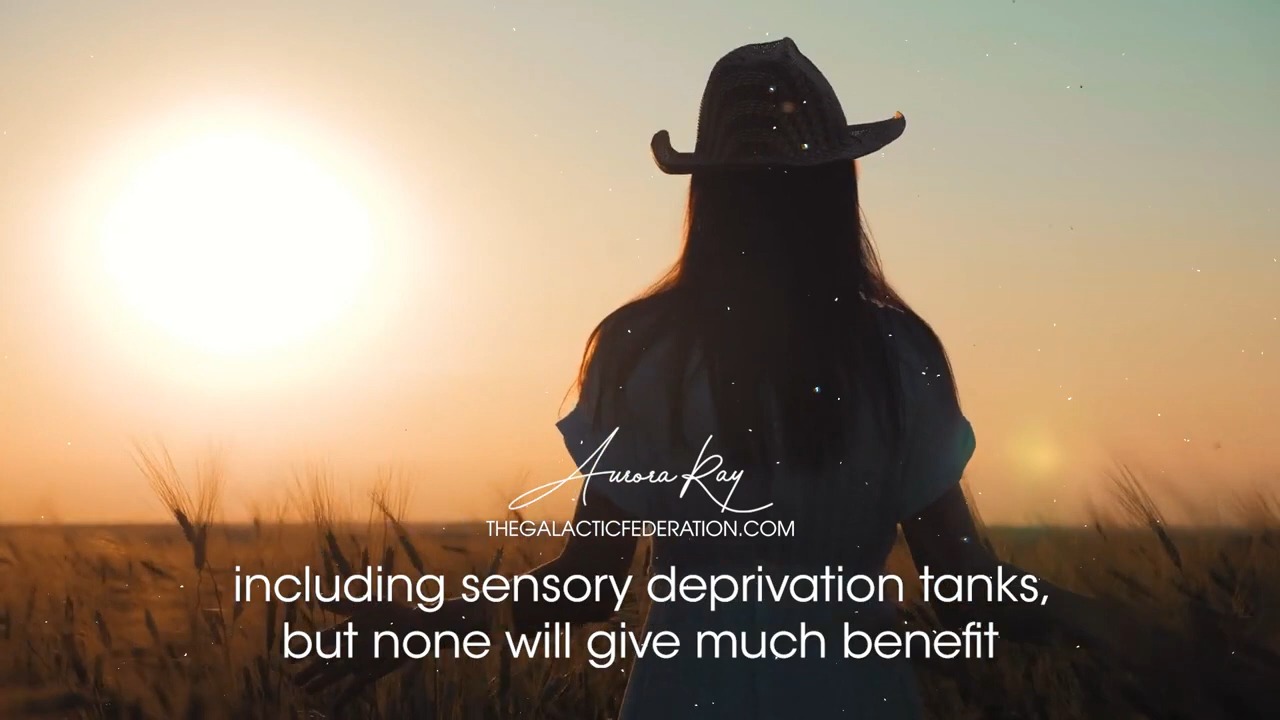 Aurora Ray
THEGALACTICFEDERATION.COM
including sensory deprivation tanks,
but none will give much benefit